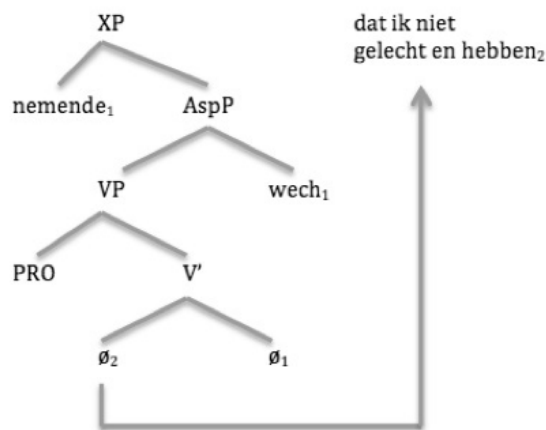 XP
dat ik niet
gelecht en hebben₂
nemende₁ AspP
VP wech₁
PRO V'
ø₂ ø₁